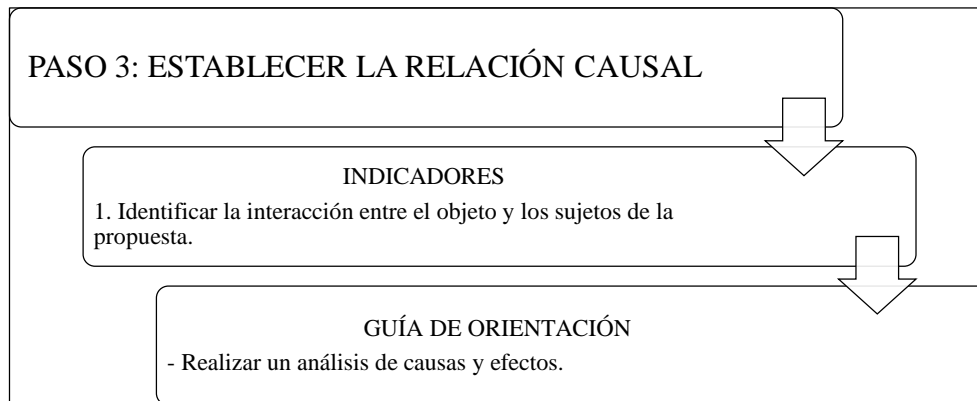 PASO 3: ESTABLECER LA RELACIÓN CAUSAL
INDICADORES
1. Identificar la interacción entre el objeto y los sujetos de la
propuesta.
GUÍA DE ORIENTACIÓN
- Realizar un análisis de causas y efectos.